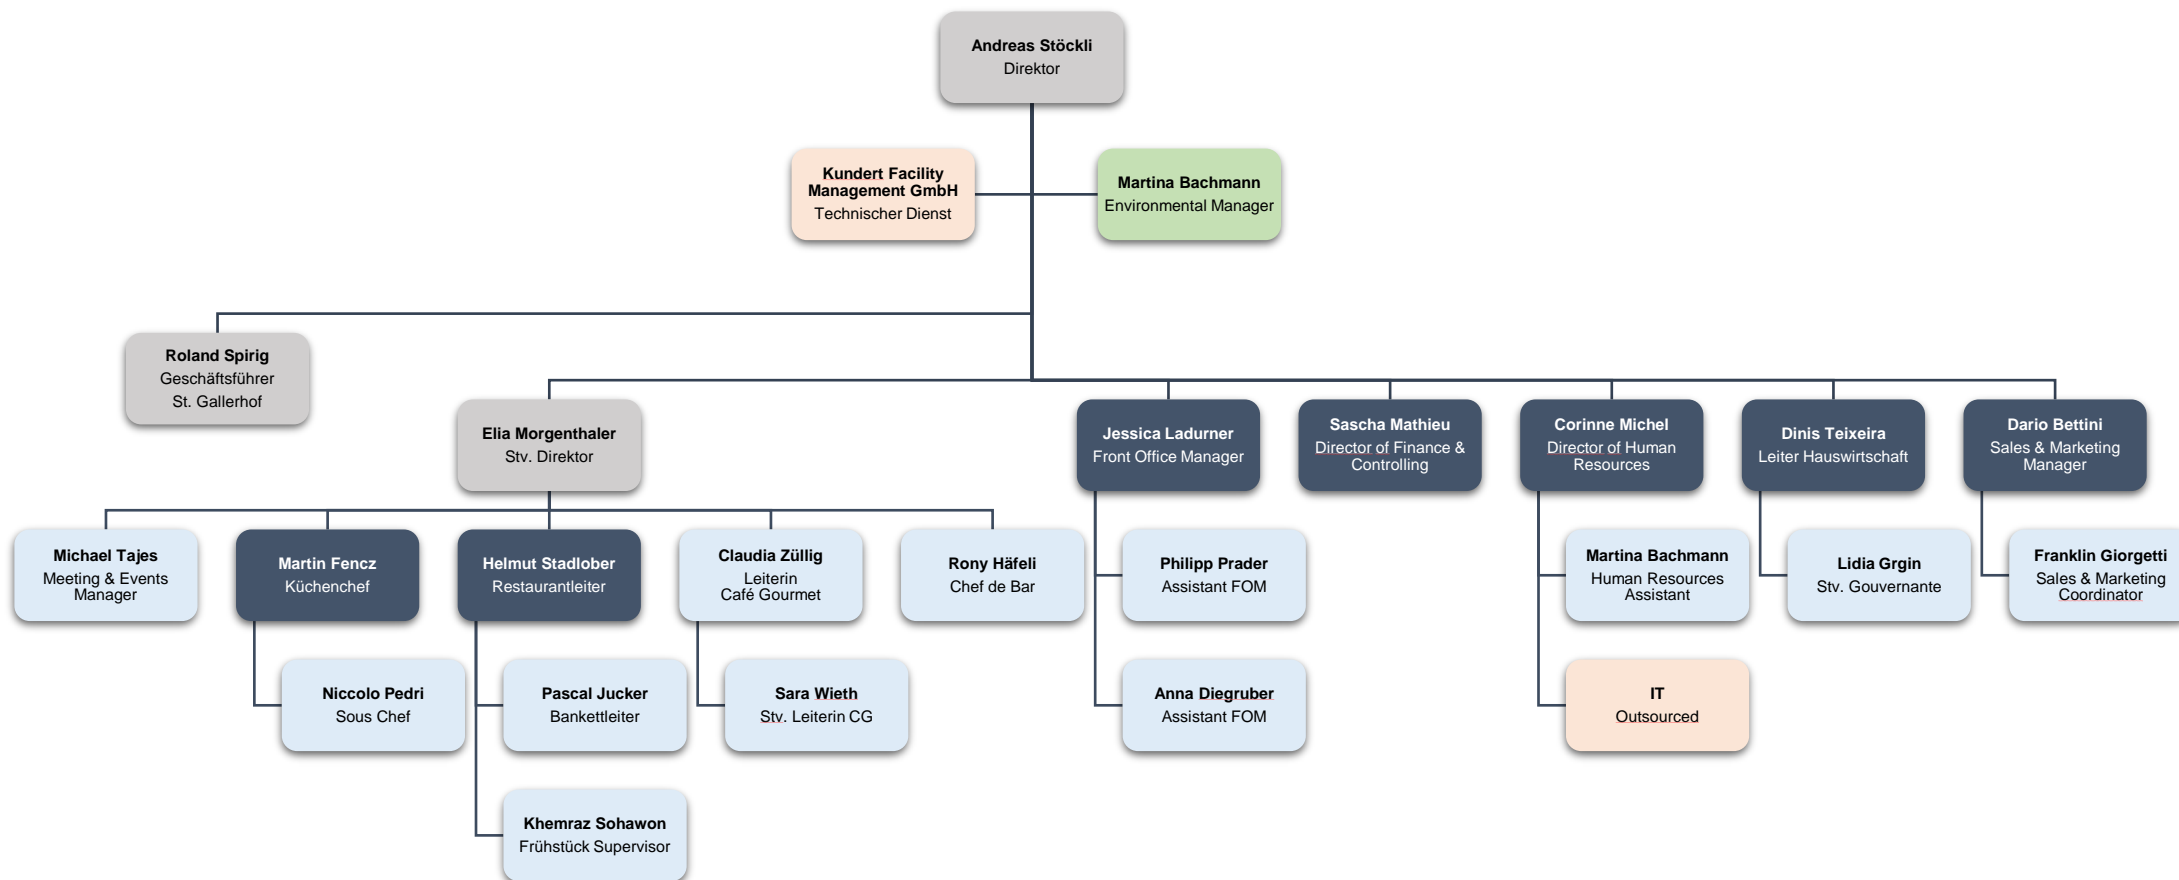 Andreas Stöckli
Direktor
Kundert Facility
Management GmbH
Technischer Dienst
Martina Bachmann
Environmental Manager
Roland Spirig
Geschäftsführer
St. Gallerhof
Elia Morgenthaler
Stv. Direktor
Jessica Ladurner
Front Office Manager
Sascha Mathieu
Director of Finance &
Controlling
Corinne Michel
Director of Human
Resources
Dinis Teixeira
Leiter Hauswirtschaft
Dario Bettini
Sales & Marketing
Manager
Michael Tajes
Meeting & Events
Manager
Martin Fencz
Küchenchef
Helmut Stadlober
Restaurantleiter
Claudia Züllig
Leiterin
Café Gourmet
Rony Häfeli
Chef de Bar
Philipp Prader
Assistant FOM
Martina Bachmann
Human Resources
Assistant
Lidia Grgin
Stv. Gouvernante
Franklin Giorgetti
Sales & Marketing
Coordinator
Niccolo Pedri
Sous Chef
Pascal Jucker
Bankettleiter
Sara Wieth
Stv. Leiterin CG
Anna Diegruber
Assistant FOM
IT
Outsourced
Khemraz Sohawon
Frühstück Supervisor